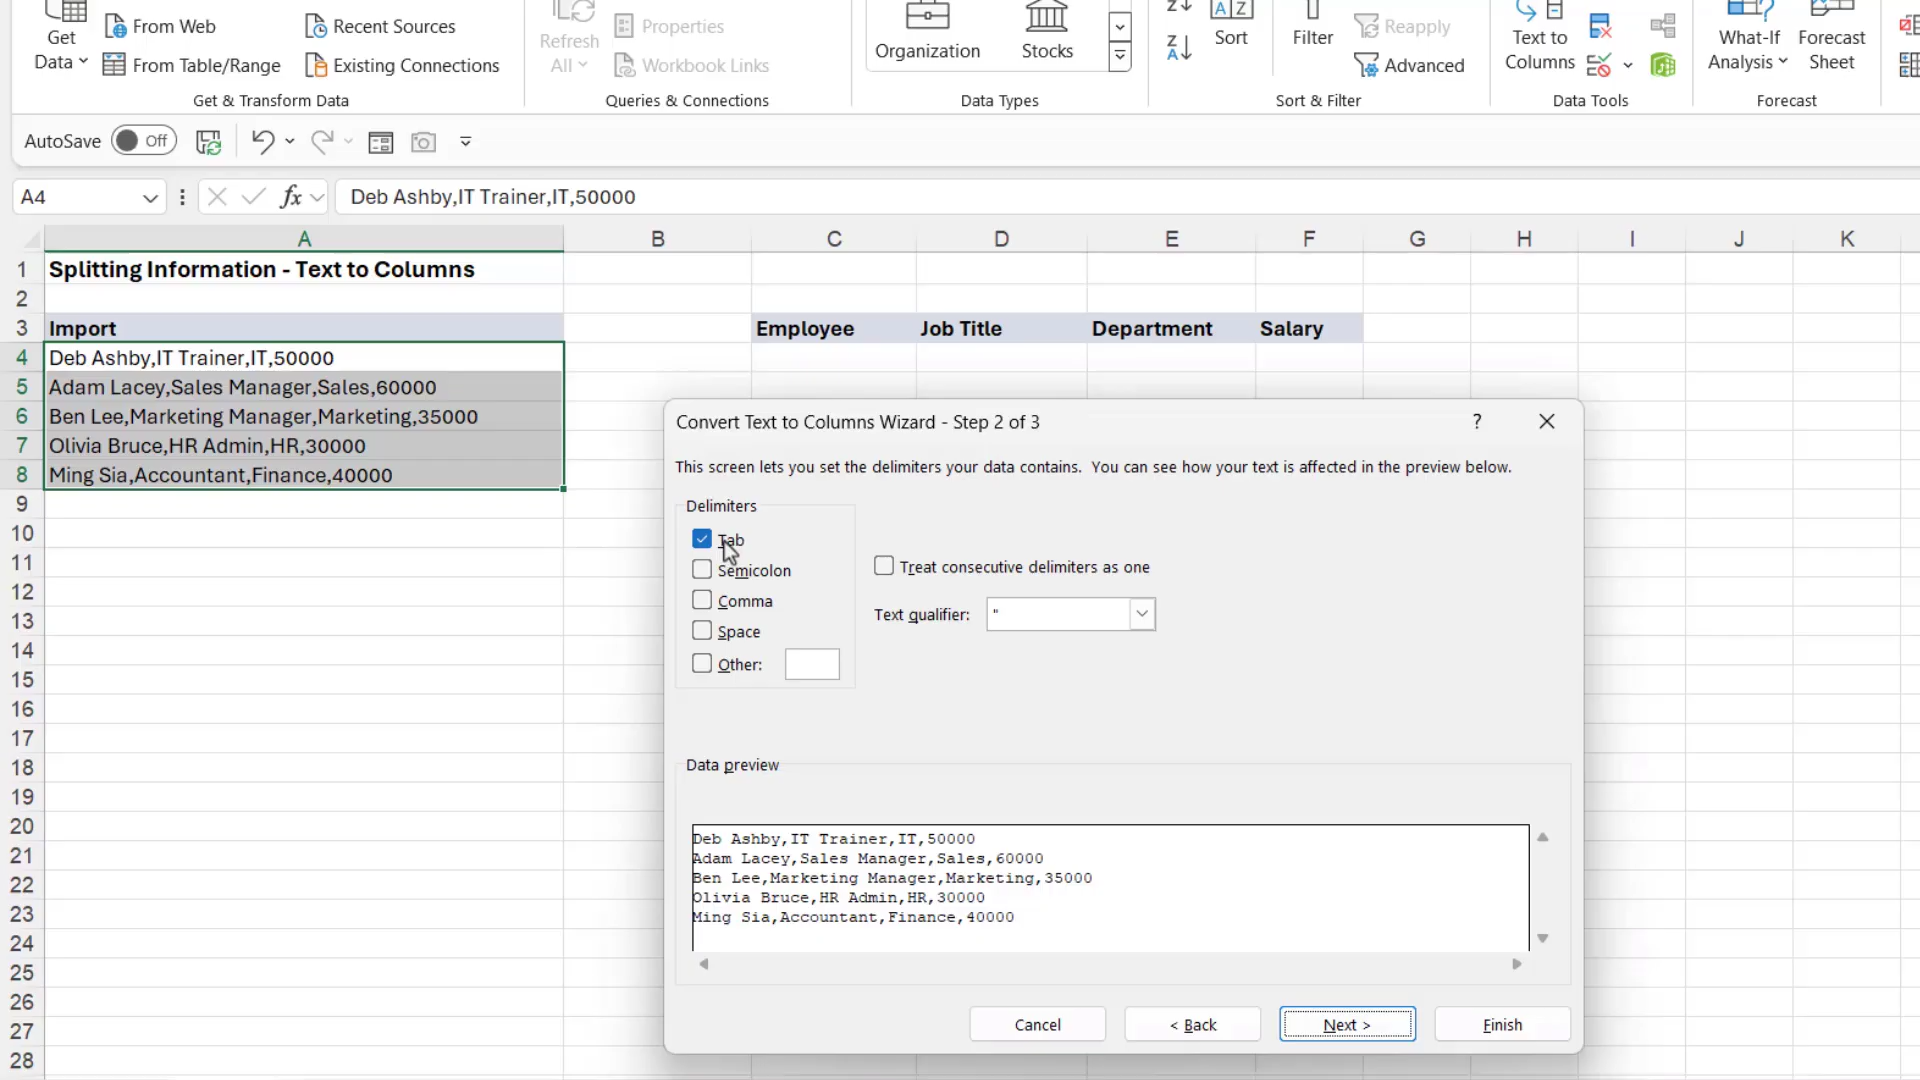 Get
Data
From Web
From Table/Range
Recent Sources
Existing Connections
Get & Transform Data
Refresh
All
Properties
Workbook Links
Queries & Connections
Organization
Stocks
Data Types
Sort
Filter
Reapply
Advanced
Sort & Filter
Text to
Columns
Data Tools
What-If
Analysis
Forecast
Sheet
Forecast
AutoSave Off
A4
fx
Deb Ashby,IT Trainer,IT,50000
A B C D E F G H I J K
1 Splitting Information - Text to Columns
2
3 Import Employee Job Title Department Salary
4 Deb Ashby,IT Trainer,IT,50000
5 Adam Lacey,Sales Manager,Sales,60000
6 Ben Lee,Marketing Manager,Marketing,35000
7 Olivia Bruce,HR Admin,HR,30000
8 Ming Sia,Accountant,Finance,40000
9
10
11
12
13
14
15
16
17
18
19
20
21
22
23
24
25
26
27
28
Convert Text to Columns Wizard - Step 2 of 3 ?
This screen lets you set the delimiters your data contains. You can see how your text is affected in the preview below.
Delimiters
Tab
Semicolon
Comma
Space
Other:
Treat consecutive delimiters as one
Text qualifier: "
Data preview
Deb Ashby,IT Trainer,IT,50000
Adam Lacey,Sales Manager,Sales,60000
Ben Lee,Marketing Manager,Marketing,35000
Olivia Bruce,HR Admin,HR,30000
Ming Sia,Accountant,Finance,40000
Cancel
< Back
Next >
Finish